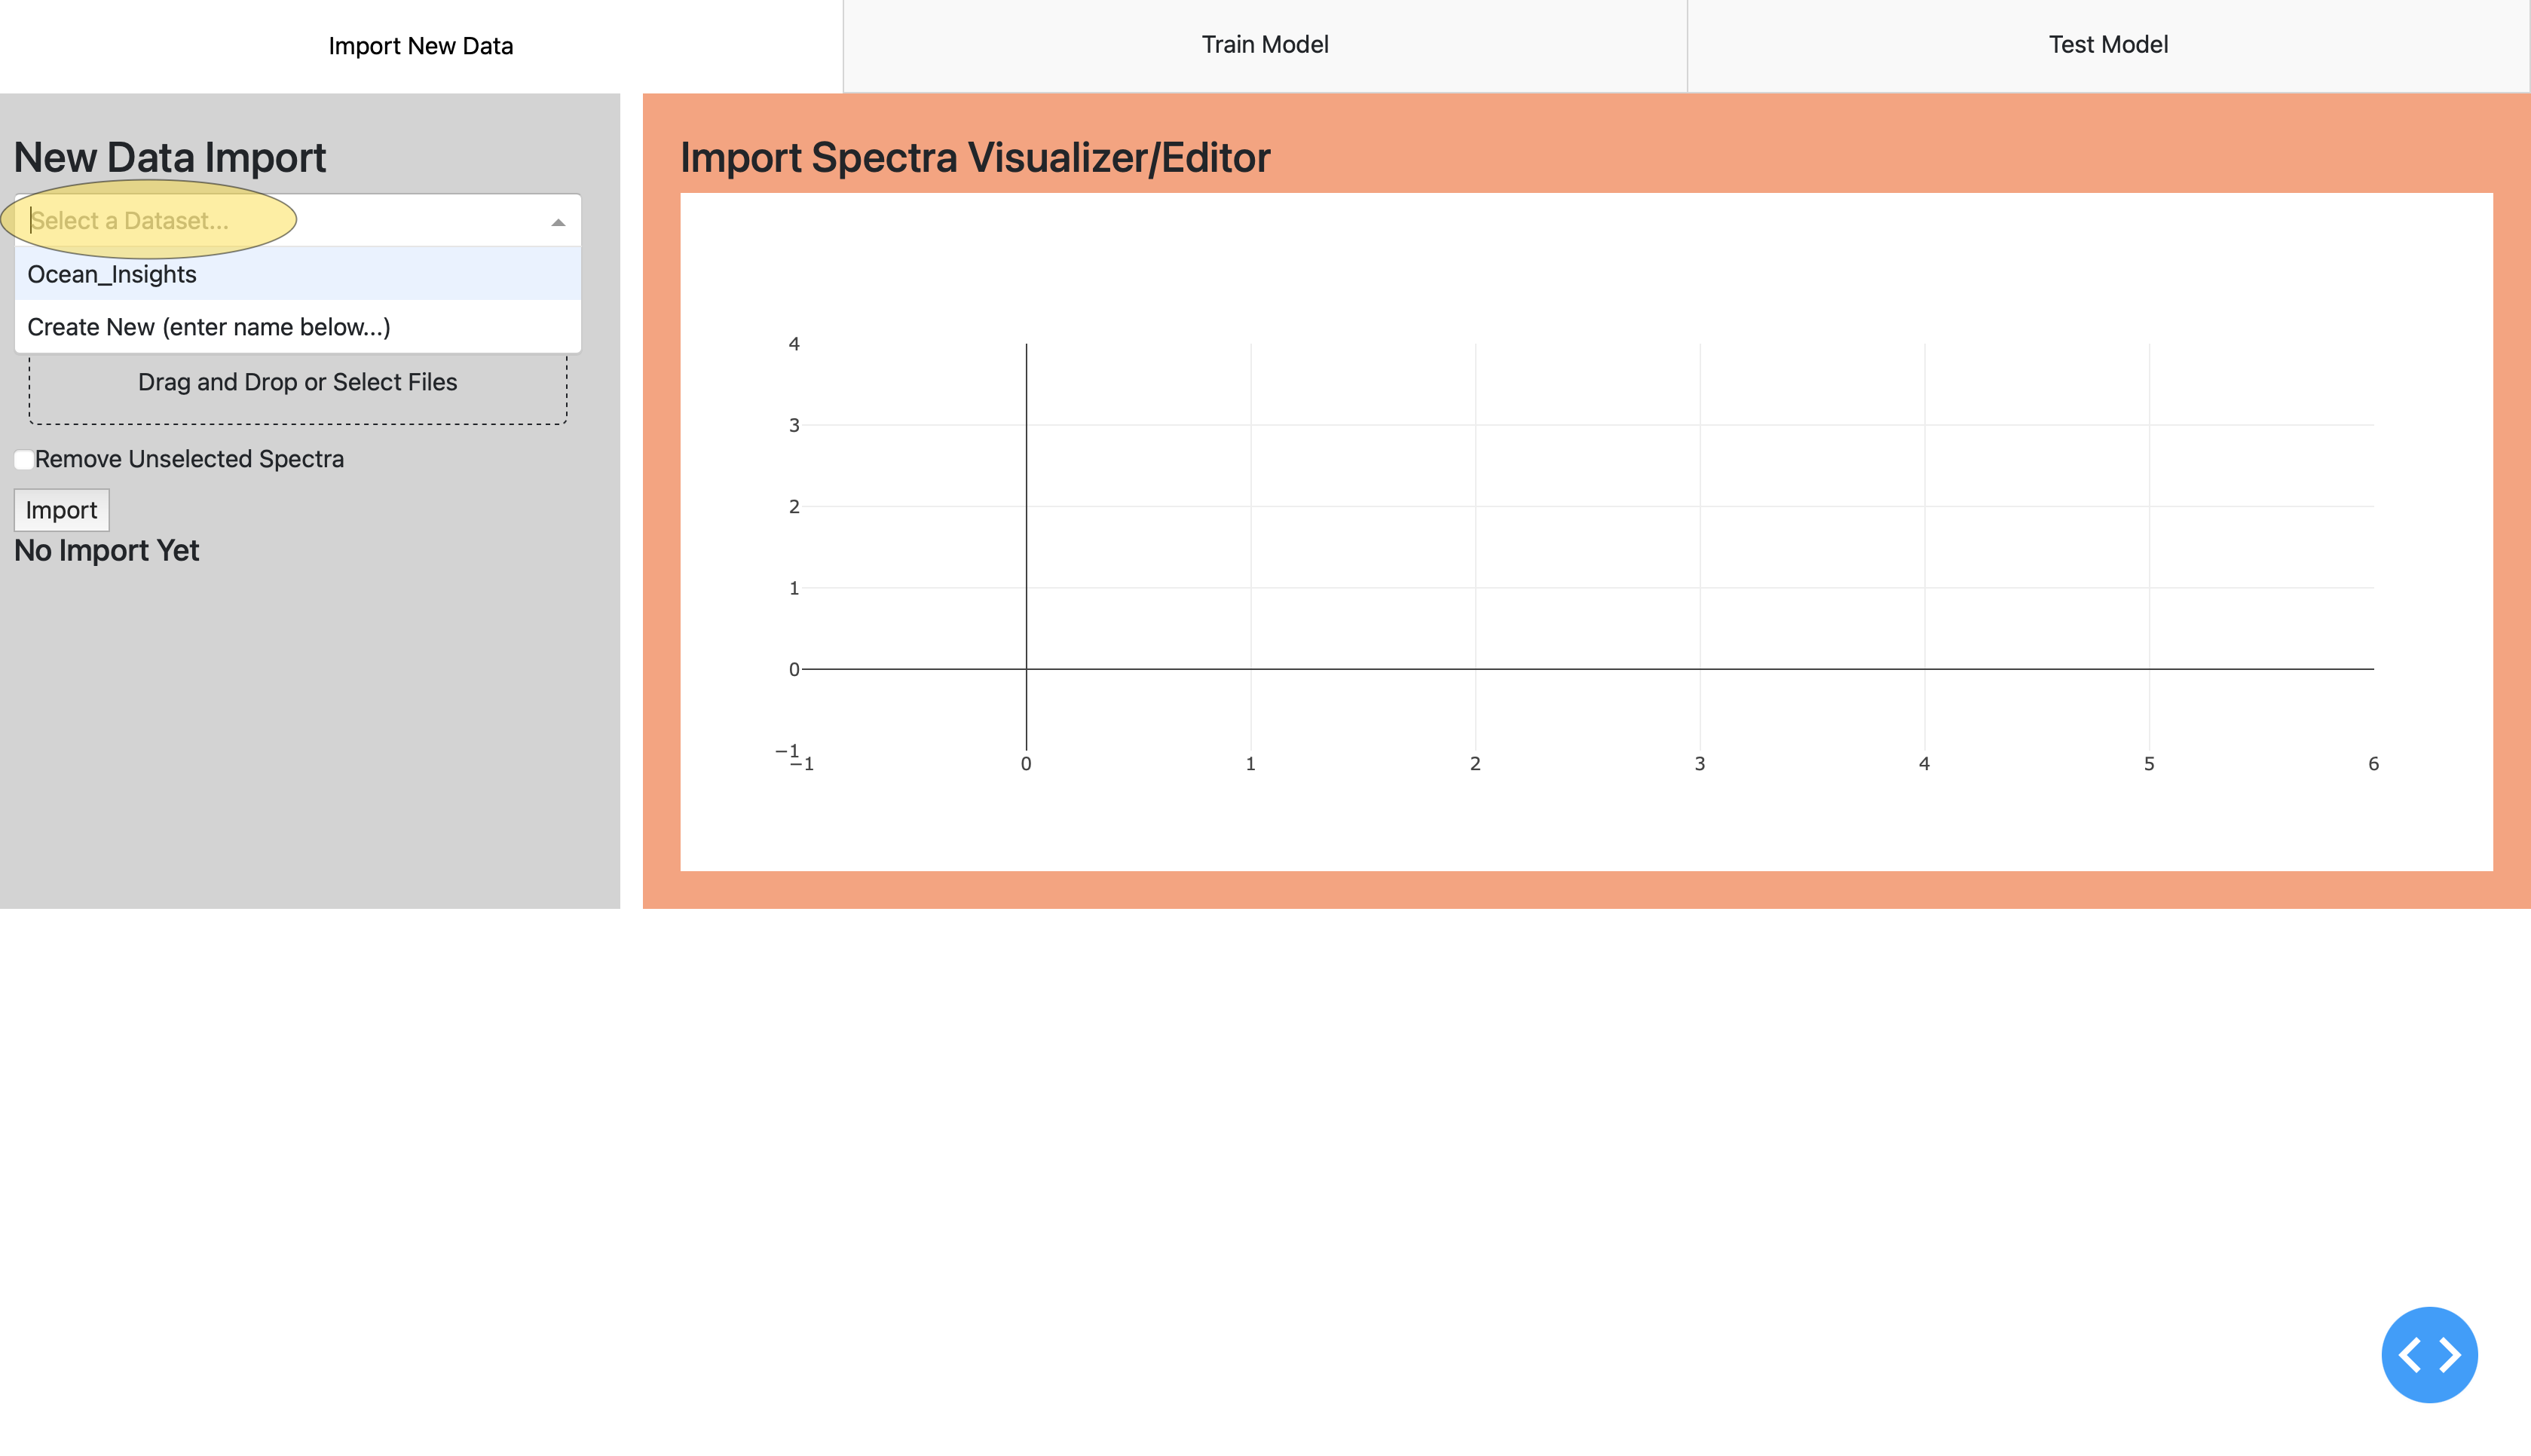 Import New Data
Train Model
Test Model
New Data Import
Select a Dataset...
Ocean_Insights
Create New (enter name below...)
Drag and Drop or Select Files
Remove Unselected Spectra
Import
No Import Yet
Import Spectra Visualizer/Editor
4
3
2
1
0
−1
−1 0 1 2 3 4 5 6